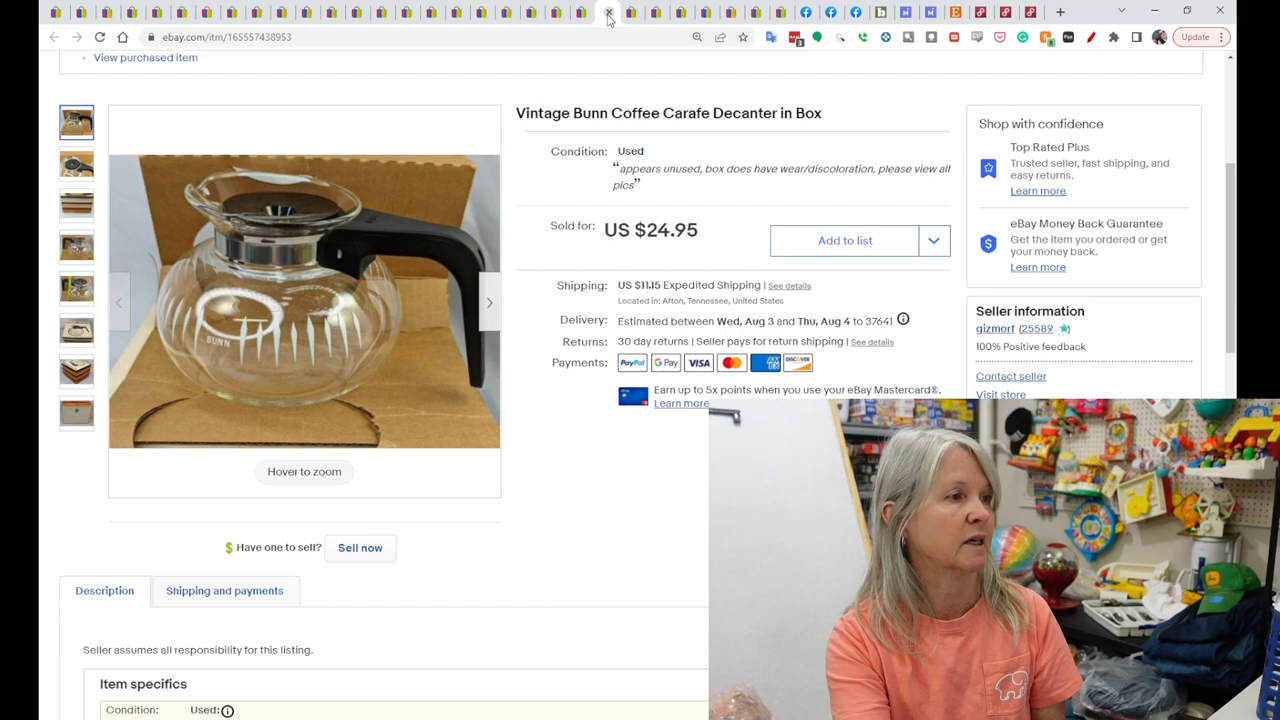 ebay.com/itm/165557438953
Update
View purchased item
Vintage Bunn Coffee Carafe Decanter in Box
Condition: Used
“appears unused, box does have wear/discoloration, please view all
pics”
Sold for: US $24.95
Add to list
Shipping: US $11.15 Expedited Shipping | See details
Located in: Afton, Tennessee, United States
Delivery: Estimated between Wed, Aug 3 and Thu, Aug 4 to 37641
Returns: 30 day returns | Seller pays for return shipping | See details
Payments: PayPal G Pay VISA DISCOVER
Earn up to 5x points when you use your eBay Mastercard®.
Learn more
Shop with confidence
Top Rated Plus
Trusted seller, fast shipping, and
easy returns.
Learn more
eBay Money Back Guarantee
Get the item you ordered or get
your money back.
Learn more
Seller information
gizmorf (25589)
100% Positive feedback
Contact seller
Visit store
BUNN
Hover to zoom
Have one to sell? Sell now
Description
Shipping and payments
Seller assumes all responsibility for this listing.
Item specifics
Condition: Used: